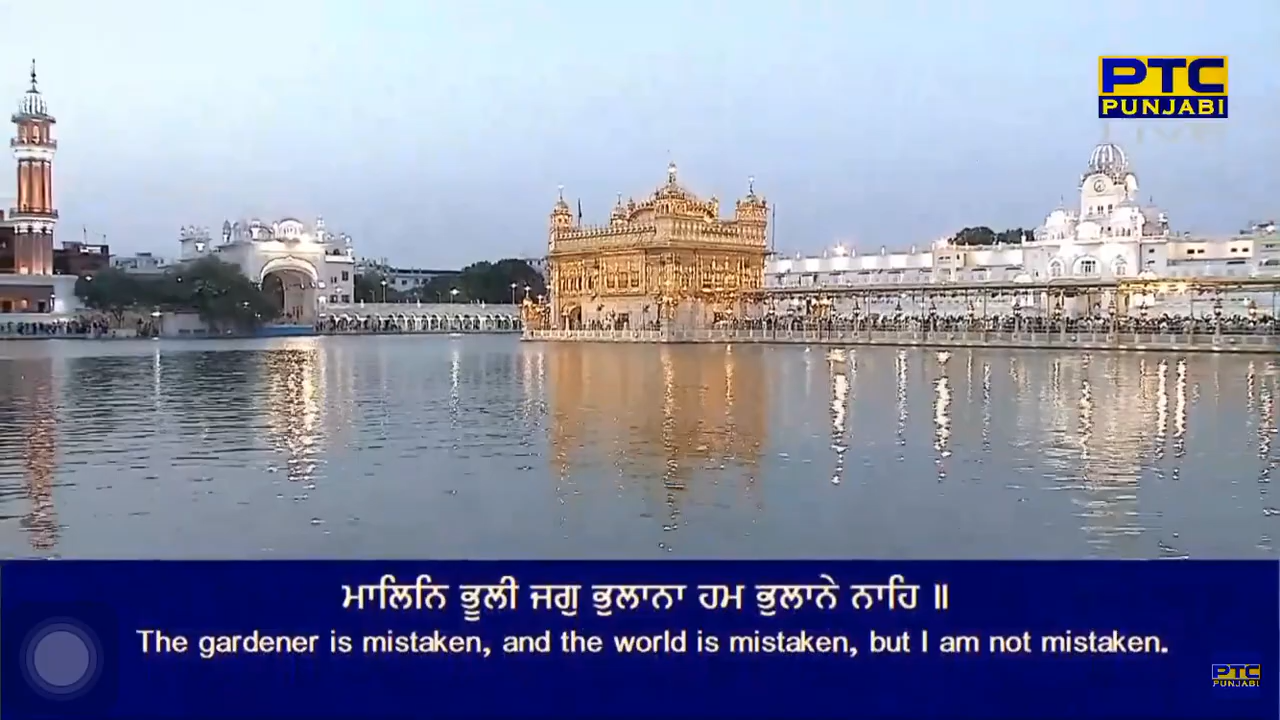 PTC
PUNJABI
LIVE
ਮਾਲਿਨਿ ਭੂਲੀ ਜਗੁ ਭੁਲਾਨਾ ਹਮ ਭੁਲਾਨੇ ਨਾਹਿ ॥
The gardener is mistaken, and the world is mistaken, but I am not mistaken.
PTC
PUNJABI